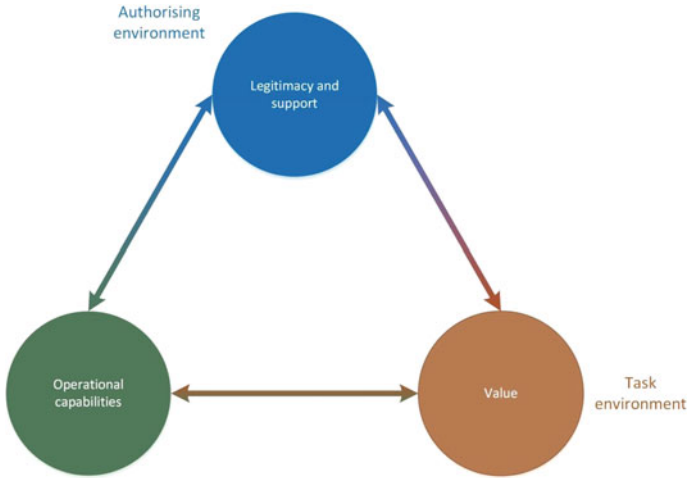 Authorising
environment
Legitimacy and
support
Operational
capabilities
Value
Task
environment